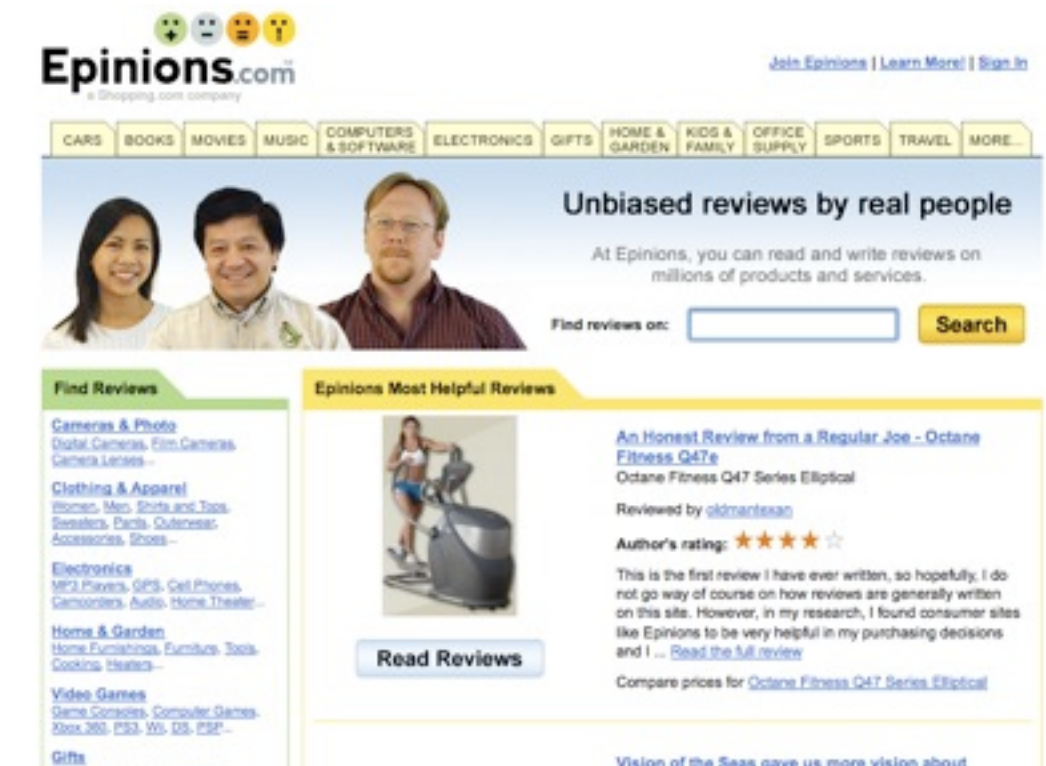 Epinions.com
a Shopping.com company
Join Epinions | Learn More! | Sign In
CARS
BOOKS
MOVIES
MUSIC
COMPUTERS
& SOFTWARE
ELECTRONICS
GIFTS
HOME &
GARDEN
KIDS &
FAMILY
OFFICE
SUPPLY
SPORTS
TRAVEL
MORE...
Unbiased reviews by real people
At Epinions, you can read and write reviews on
millions of products and services.
Find reviews on:
Search
Find Reviews
Cameras & Photo
Digital Cameras, Film Cameras,
Camera Lenses...
Clothing & Apparel
Women, Men, Shirts and Tops,
Sweaters, Pants, Outerwear,
Accessories, Shoes...
Electronics
MP3 Players, GPS, Cell Phones,
Camcorders, Audio, Home Theater...
Home & Garden
Home Furnishings, Furniture, Tools,
Cooking, Heaters...
Video Games
Game Consoles, Computer Games,
Xbox 360, PS3, Wii, DS, PSP...
Gifts
Epinions Most Helpful Reviews
Read Reviews
An Honest Review from a Regular Joe - Octane
Fitness Q47e
Octane Fitness Q47 Series Elliptical
Reviewed by oldmantexan
Author's rating:
This is the first review I have ever written, so hopefully, I do
not go way of course on how reviews are generally written
on this site. However, in my research, I found consumer sites
like Epinions to be very helpful in my purchasing decisions
and I ... Read the full review
Compare prices for Octane Fitness Q47 Series Elliptical
Vision of the Seas gave us more vision about